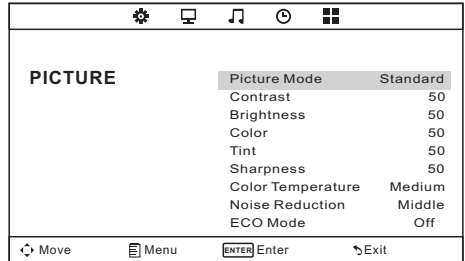 PICTURE
Picture Mode Standard
Contrast 50
Brightness 50
Color 50
Tint 50
Sharpness 50
Color Temperature Medium
Noise Reduction Middle
ECO Mode Off
Move Menu ENTER Enter Exit